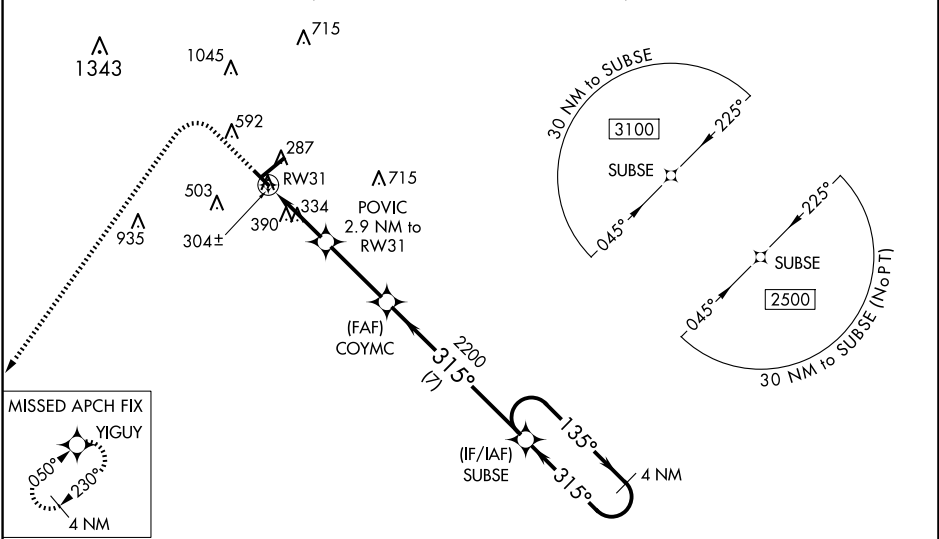 715
1045
1343
30 NM to SUBSE
3100
225°
SUBSE
045°
592
287
RW31
715
503
390
334
304±
935
POVIC
2.9 NM to
RW31
225°
SUBSE
2500
045°
30 NM to SUBSE (NoPT)
(FAF)
COYMC
2200
315°
(7)
(IF/IAF)
SUBSE
135°
315°
4 NM
MISSED APCH FIX
YIGUY
050°
230°
4 NM